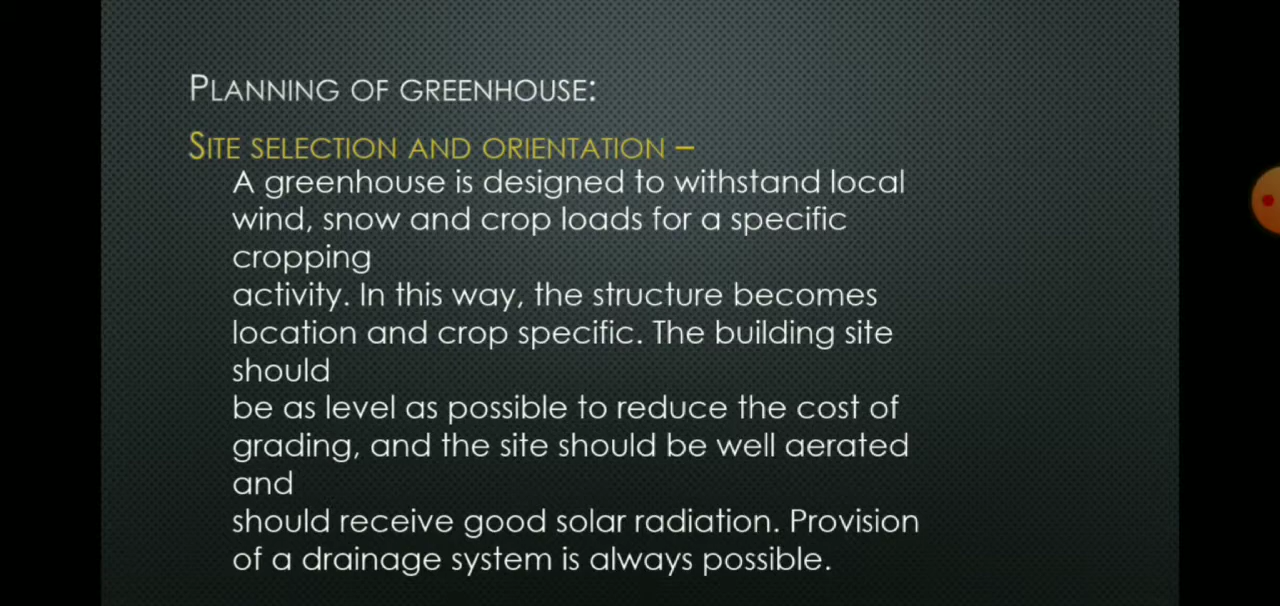 PLANNING OF GREENHOUSE:
SITE SELECTION AND ORIENTATION –
A greenhouse is designed to withstand local
wind, snow and crop loads for a specific
cropping
activity. In this way, the structure becomes
location and crop specific. The building site
should
be as level as possible to reduce the cost of
grading, and the site should be well aerated
and
should receive good solar radiation. Provision
of a drainage system is always possible.